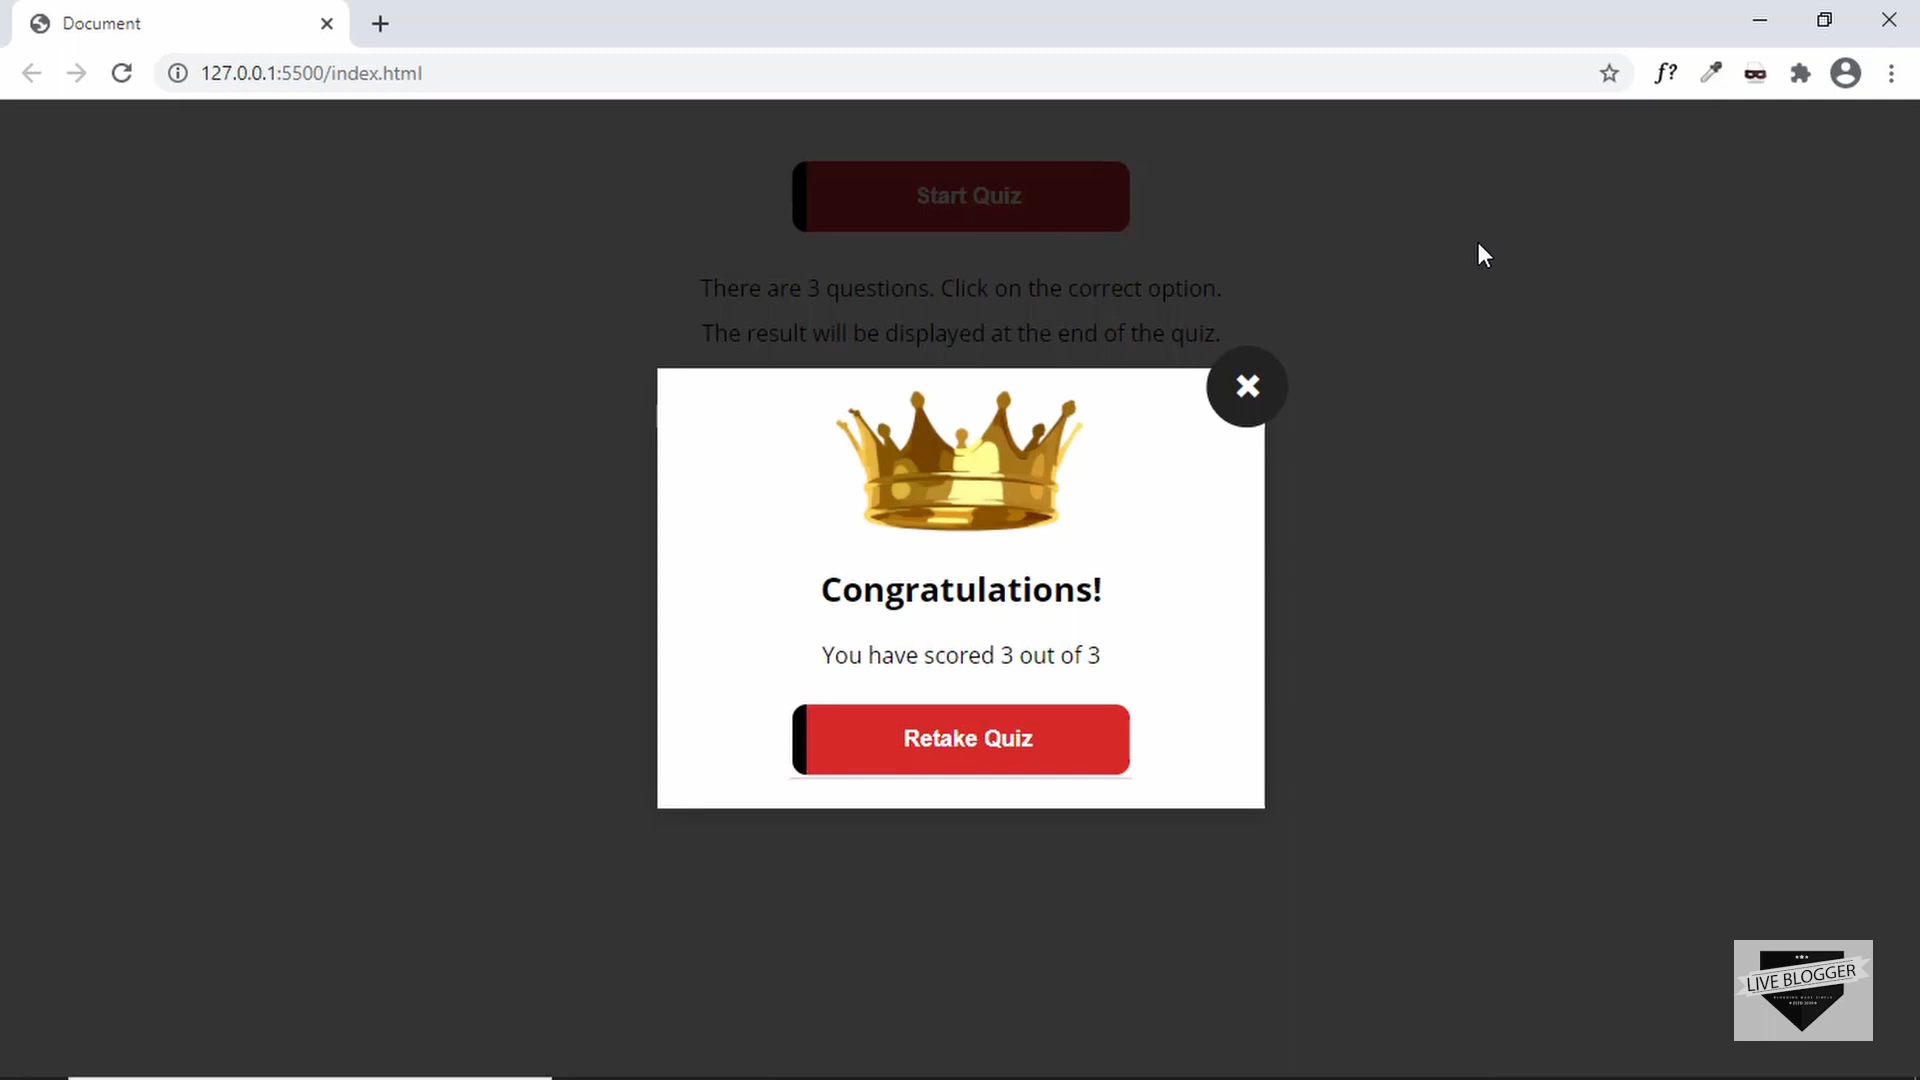 Document
127.0.0.1:5500/index.html
f?
Start Quiz
There are 3 questions. Click on the correct option.
The result will be displayed at the end of the quiz.
Congratulations!
You have scored 3 out of 3
Retake Quiz
LIVE BLOGGER